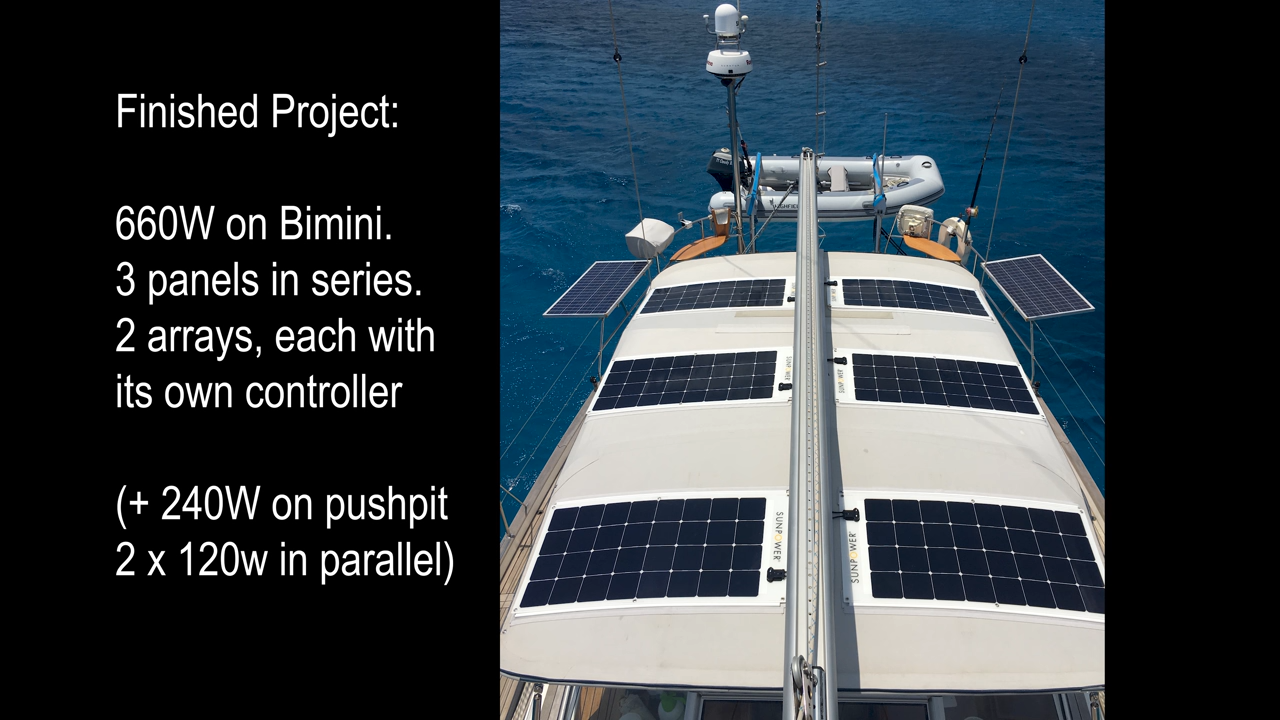 Finished Project:
660W on Bimini.
3 panels in series.
2 arrays, each with
its own controller
(+ 240W on pushpit
2 x 120w in parallel)
SUNPOWER
SUNPOWER
SUNPOWER
SUNPOWER
HIGHFIELD